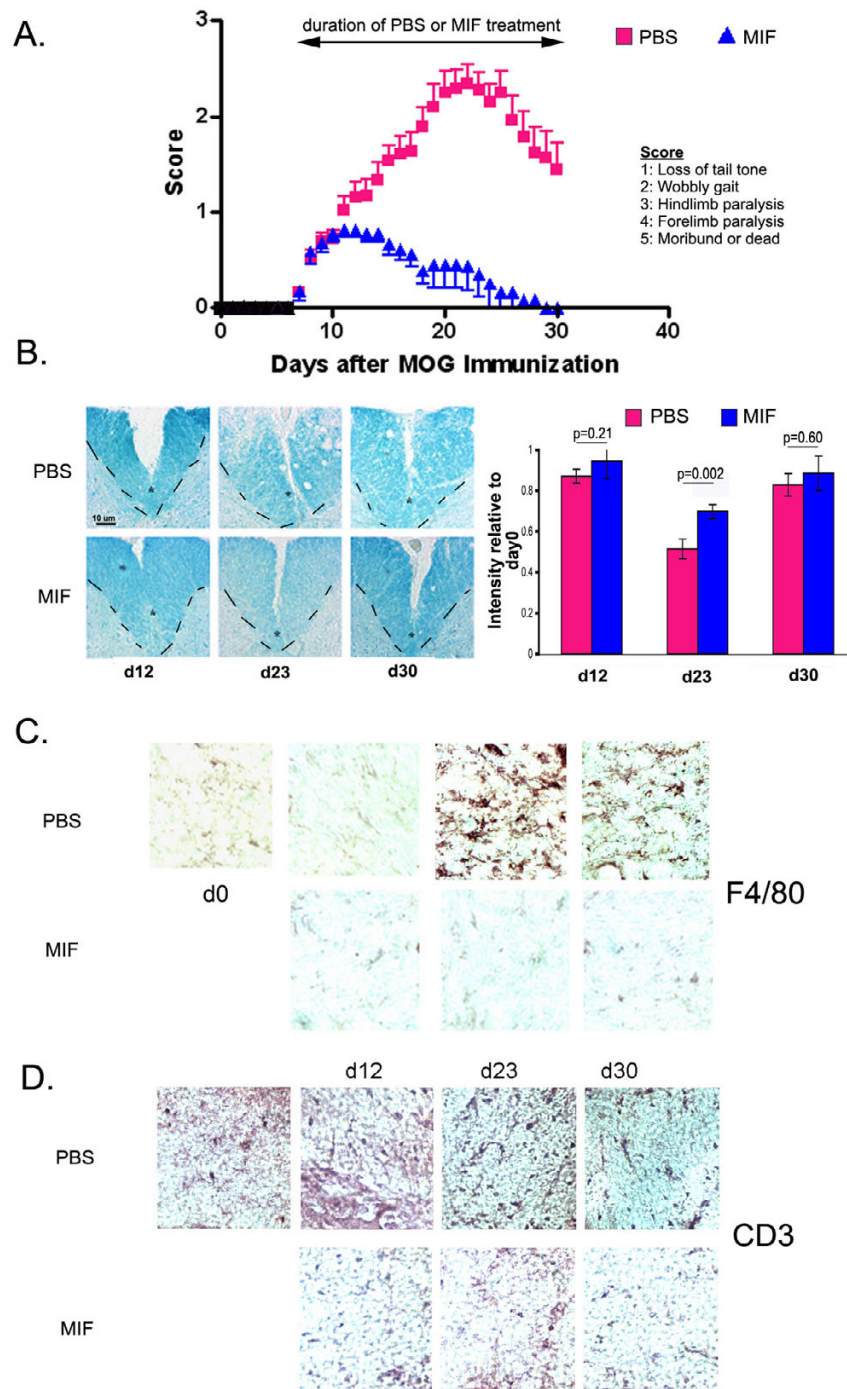 A.
duration of PBS or MIF treatment
PBS MIF
3
2
1
0
Score
Score
1: Loss of tail tone
2: Wobbly gait
3: Hindlimb paralysis
4: Forelimb paralysis
5: Moribund or dead
0 10 20 30 40
Days after MOG Immunization
B.
PBS
10 um
MIF
d12 d23 d30
PBS MIF
p=0.21
p=0.002
p=0.60
1
0.8
0.6
0.4
0.2
0
Intensity relative to
day0
d12 d23 d30
C.
PBS
d0
F4/80
MIF
d12 d23 d30
D.
PBS
CD3
MIF